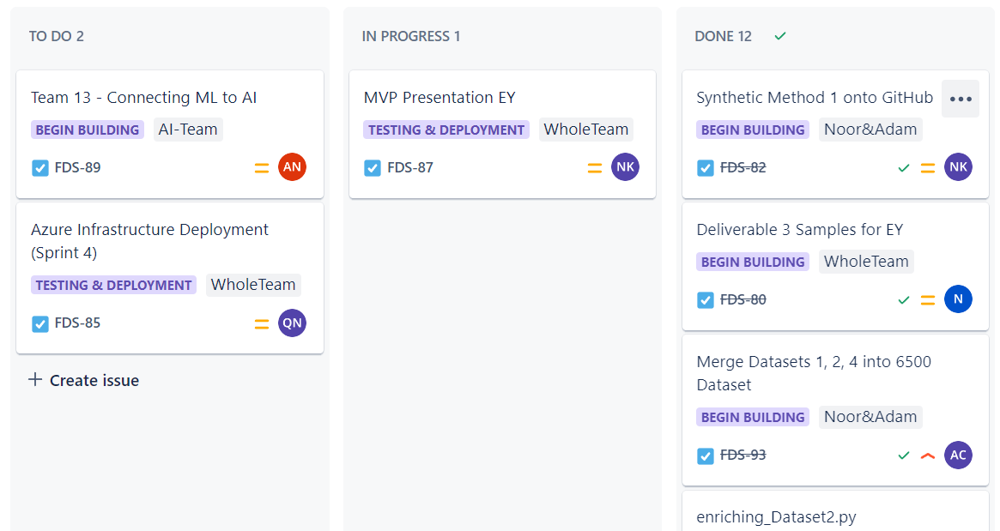 TO DO 2
Team 13 - Connecting ML to AI
BEGIN BUILDING AI-Team
FDS-89 AN
Azure Infrastructure Deployment
(Sprint 4)
TESTING & DEPLOYMENT WholeTeam
FDS-85 QN
+ Create issue
IN PROGRESS 1
MVP Presentation EY
TESTING & DEPLOYMENT WholeTeam
FDS-87 NK
DONE 12
Synthetic Method 1 onto GitHub
BEGIN BUILDING Noor&Adam
FDS-82 NK
Deliverable 3 Samples for EY
BEGIN BUILDING WholeTeam
FDS-80 N
Merge Datasets 1, 2, 4 into 6500
Dataset
BEGIN BUILDING Noor&Adam
FDS-93 AC
enriching_Dataset2.py